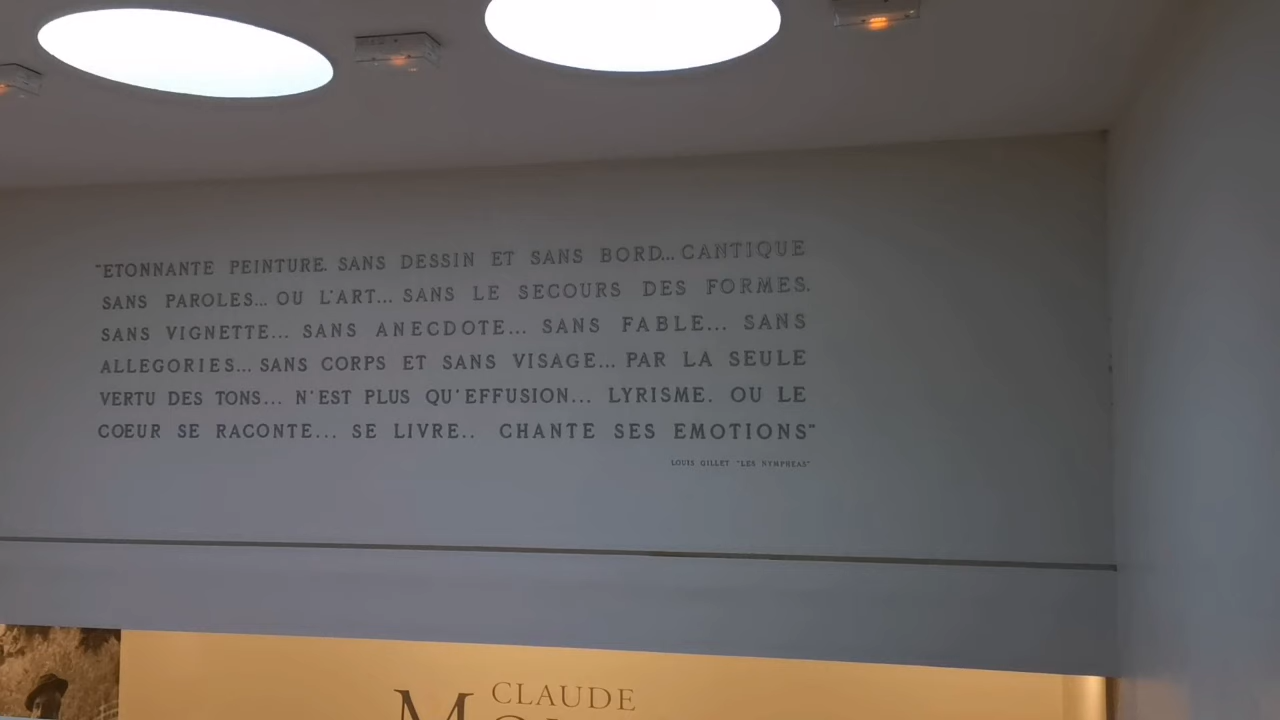 "ETONNANTE PEINTURE. SANS DESSIN ET SANS BORD... CANTIQUE
SANS PAROLES... OU L'ART... SANS LE SECOURS DES FORMES.
SANS VIGNETTE... SANS ANECDOTE... SANS FABLE... SANS
ALLEGORIES... SANS CORPS ET SANS VISAGE... PAR LA SEULE
VERTU DES TONS... N'EST PLUS QU'EFFUSION... LYRISME. OU LE
COEUR SE RACONTE... SE LIVRE.. CHANTE SES EMOTIONS"
LOUIS GILLET "LES NYMPHEAS"
CLAUDE